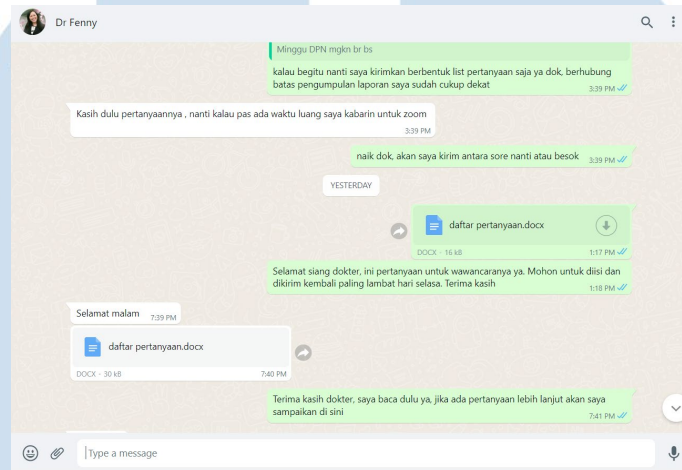 Dr Fenny
Minggu DPN mgkn br bs
kalau begitu nanti saya kirimkan berbentuk list pertanyaan saja ya dok, berhubung
batas pengumpulan laporan saya sudah cukup dekat
3:39 PM
Kasih dulu pertanyaannya , nanti kalau pas ada waktu luang saya kabarin untuk zoom
3:39 PM
naik dok, akan saya kirim antara sore nanti atau besok 3:39 PM
YESTERDAY
daftar pertanyaan.docx
DOCX • 16 kB 1:17 PM
Selamat siang dokter, ini pertanyaan untuk wawancaranya ya. Mohon untuk diisi dan
dikirim kembali paling lambat hari selasa. Terima kasih
1:18 PM
Selamat malam 7:39 PM
daftar pertanyaan.docx
DOCX • 30 kB 7:40 PM
Terima kasih dokter, saya baca dulu ya, jika ada pertanyaan lebih lanjut akan saya
sampaikan di sini
7:41 PM
Type a message